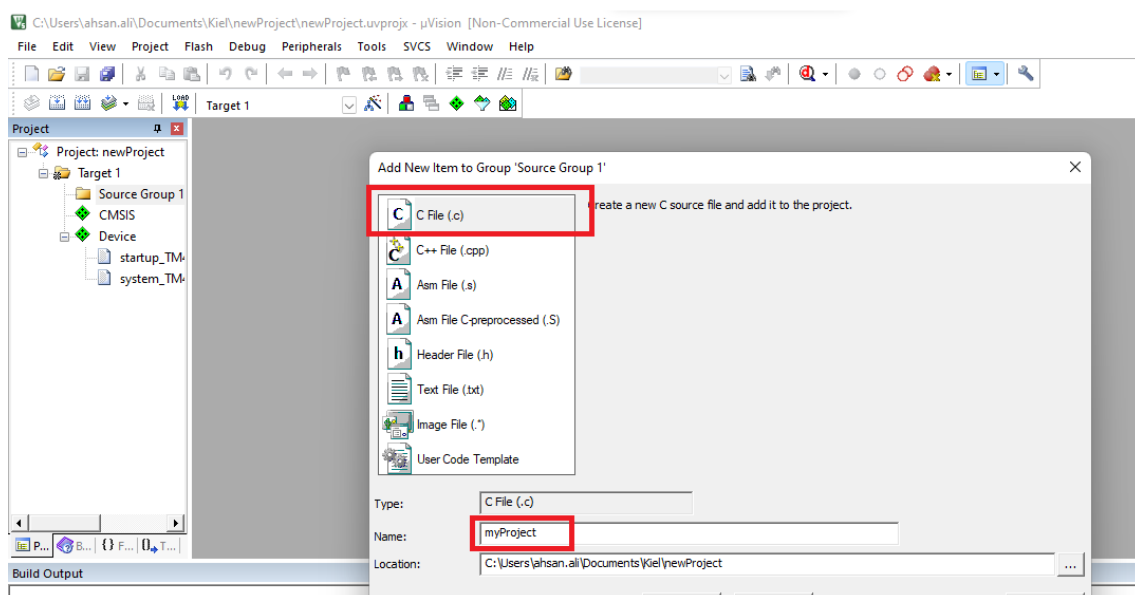 C:\Users\ahsan.ali\Documents\Kiel\newProject\newProject.uvprojx - µVision [Non-Commercial Use License]
File Edit View Project Flash Debug Peripherals Tools SVCS Window Help
LOAD
Target 1
Project
Project: newProject
Target 1
Source Group 1
CMSIS
Device
startup_TM4
system_TM4
P... B... {} F... 0 T...
Build Output
Add New Item to Group 'Source Group 1'
C C File (.c)
Create a new C source file and add it to the project.
C C++ File (.cpp)
A Asm File (.s)
A Asm File C-preprocessed (.S)
h Header File (.h)
Text File (.txt)
Image File (.*)
User Code Template
Type: C File (.c)
Name: myProject
Location: C:\Users\ahsan.ali\Documents\Kiel\newProject ...